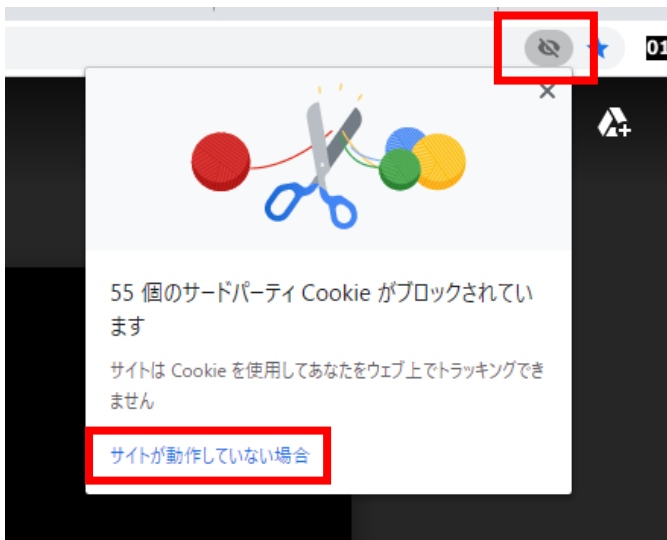 01
55 個のサードパーティ Cookie がブロックされてい
ます
サイトは Cookie を使用してあなたをウェブ上でトラッキングでき
ません
サイトが動作していない場合